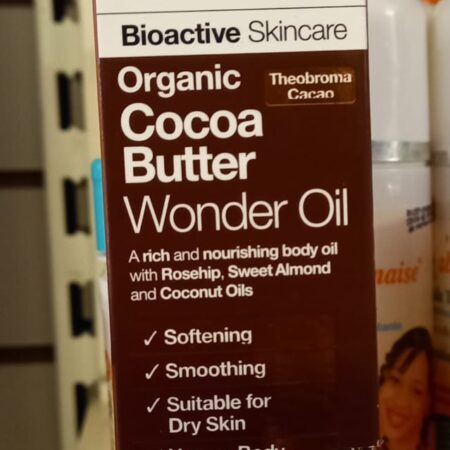 Bioactive Skincare
Organic
Theobroma
Cacao
Cocoa
Butter
Wonder Oil
A rich and nourishing body oil
with Rosehip, Sweet Almond
and Coconut Oils
✓ Softening
✓ Smoothing
✓ Suitable for
Dry Skin